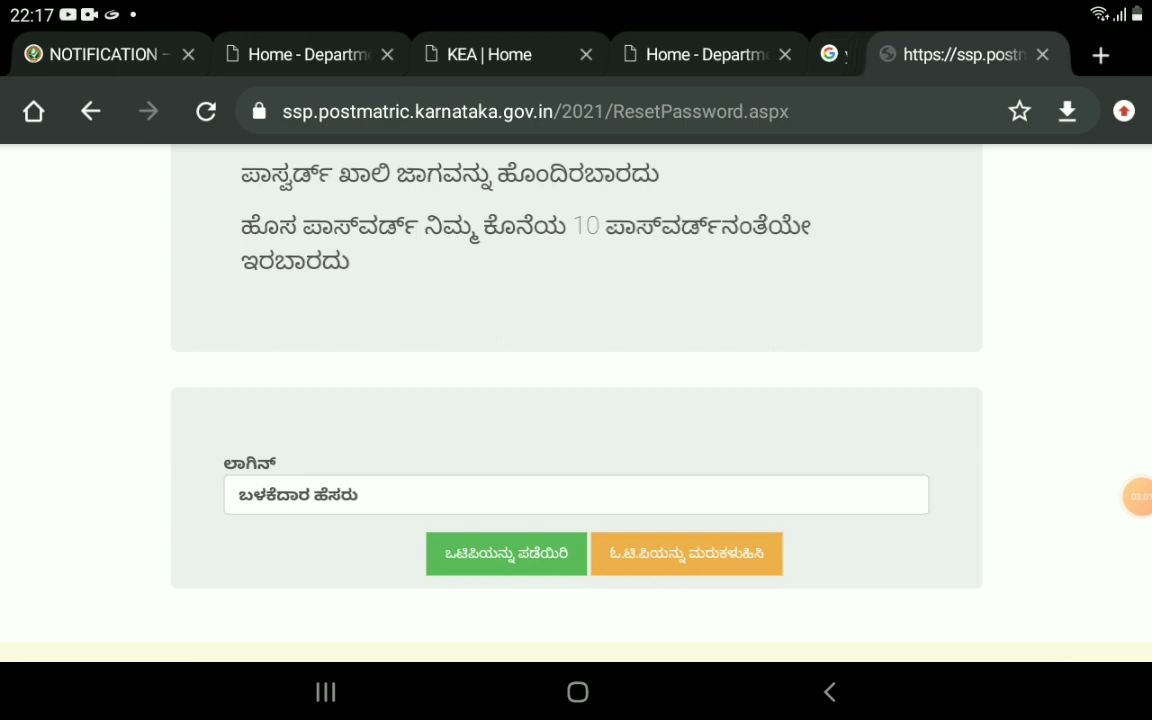 22:17
NOTIFICATION -
Home - Departm
KEA | Home
Home - Departm
https://ssp.postm
ssp.postmatric.karnataka.gov.in/2021/ResetPassword.aspx
ಪಾಸ್ವರ್ಡ್ ಖಾಲಿ ಜಾಗವನ್ನು ಹೊಂದಿರಬಾರದು
ಹೊಸ ಪಾಸ್‌ವರ್ಡ್ ನಿಮ್ಮ ಕೊನೆಯ 10 ಪಾಸ್‌ವರ್ಡ್‌ನಂತೆಯೇ
ಇರಬಾರದು
ಲಾಗಿನ್
ಬಳಕೆದಾರ ಹೆಸರು
ಒಟಿಪಿಯನ್ನು ಪಡೆಯಿರಿ
ಓ.ಟಿ.ಪಿಯನ್ನು ಮರುಕಳುಹಿಸಿ